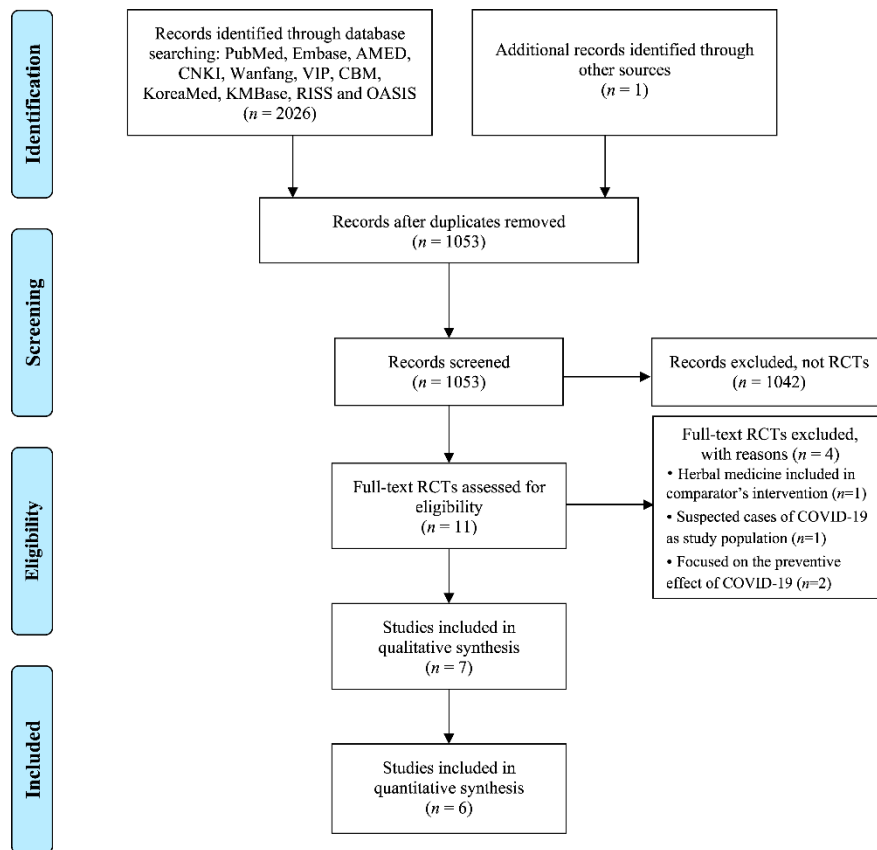 Identification
Records identified through database
searching: PubMed, Embase, AMED,
CNKI, Wanfang, VIP, CBM,
KoreaMed, KMBase, RISS and OASIS
(n = 2026)
Additional records identified through
other sources
(n = 1)
Records after duplicates removed
(n = 1053)
Screening
Records screened
(n = 1053)
Records excluded, not RCTs
(n = 1042)
Eligibility
Full-text RCTs assessed for
eligibility
(n = 11)
Full-text RCTs excluded,
with reasons (n = 4)
• Herbal medicine included in
comparator’s intervention (n=1)
• Suspected cases of COVID-19
as study population (n=1)
• Focused on the preventive
effect of COVID-19 (n=2)
Studies included in
qualitative synthesis
(n = 7)
Included
Studies included in
quantitative synthesis
(n = 6)